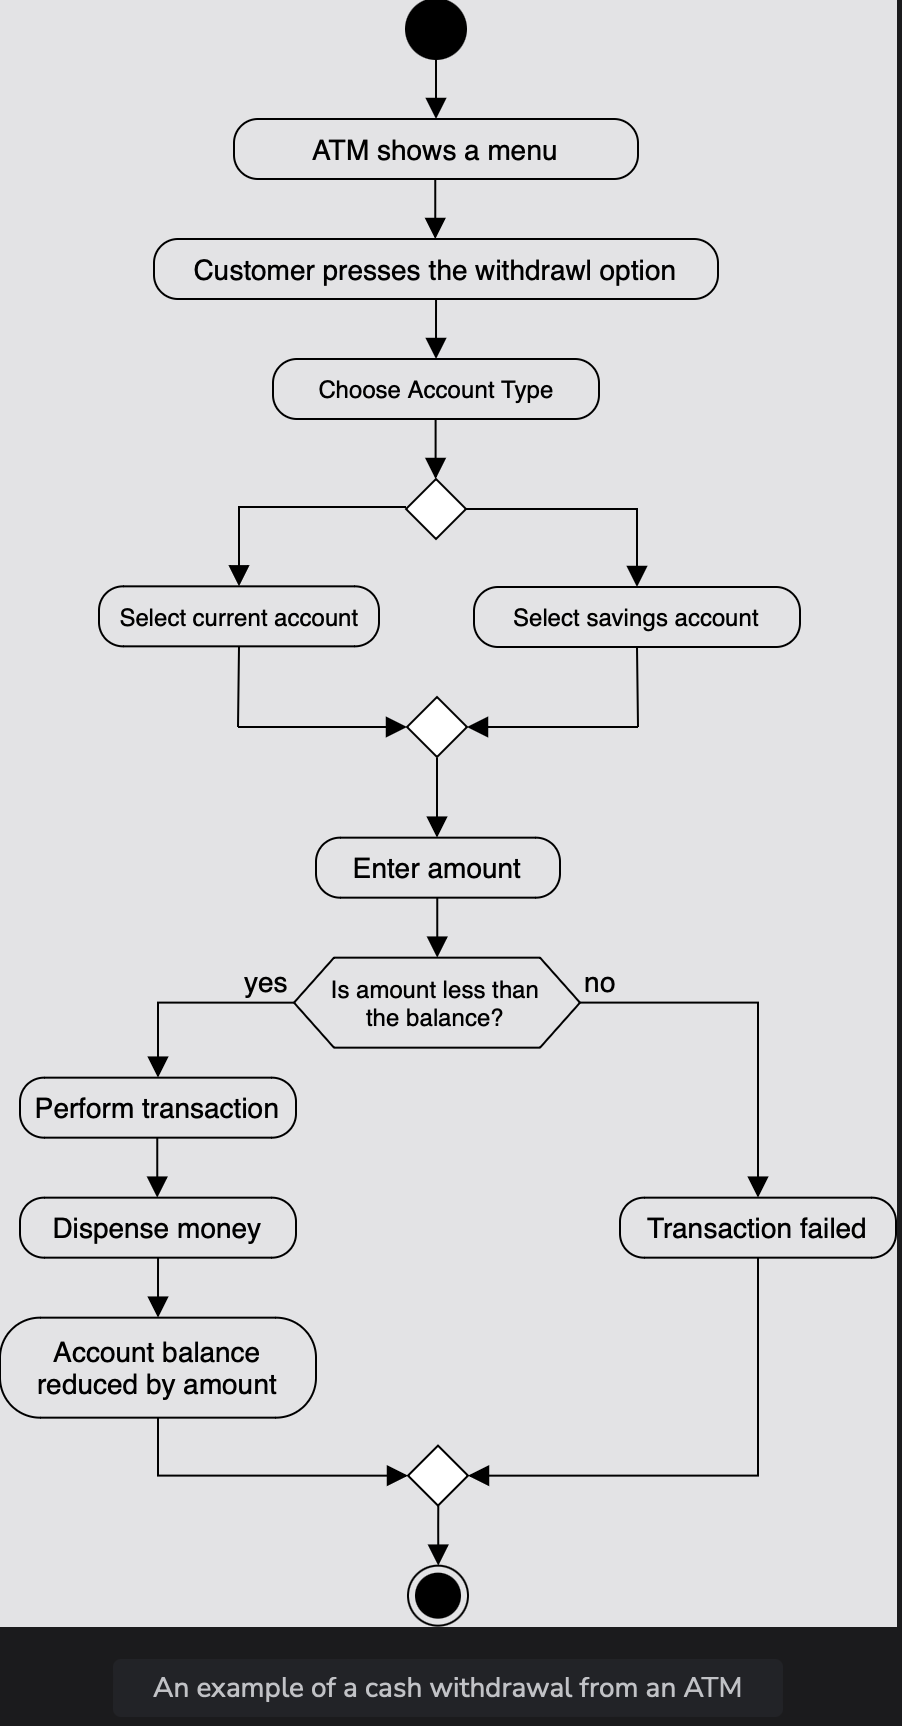 ATM shows a menu
Customer presses the withdrawl option
Choose Account Type
Select current account
Select savings account
Enter amount
yes
Is amount less than
the balance?
no
Perform transaction
Dispense money
Transaction failed
Account balance
reduced by amount
An example of a cash withdrawal from an ATM